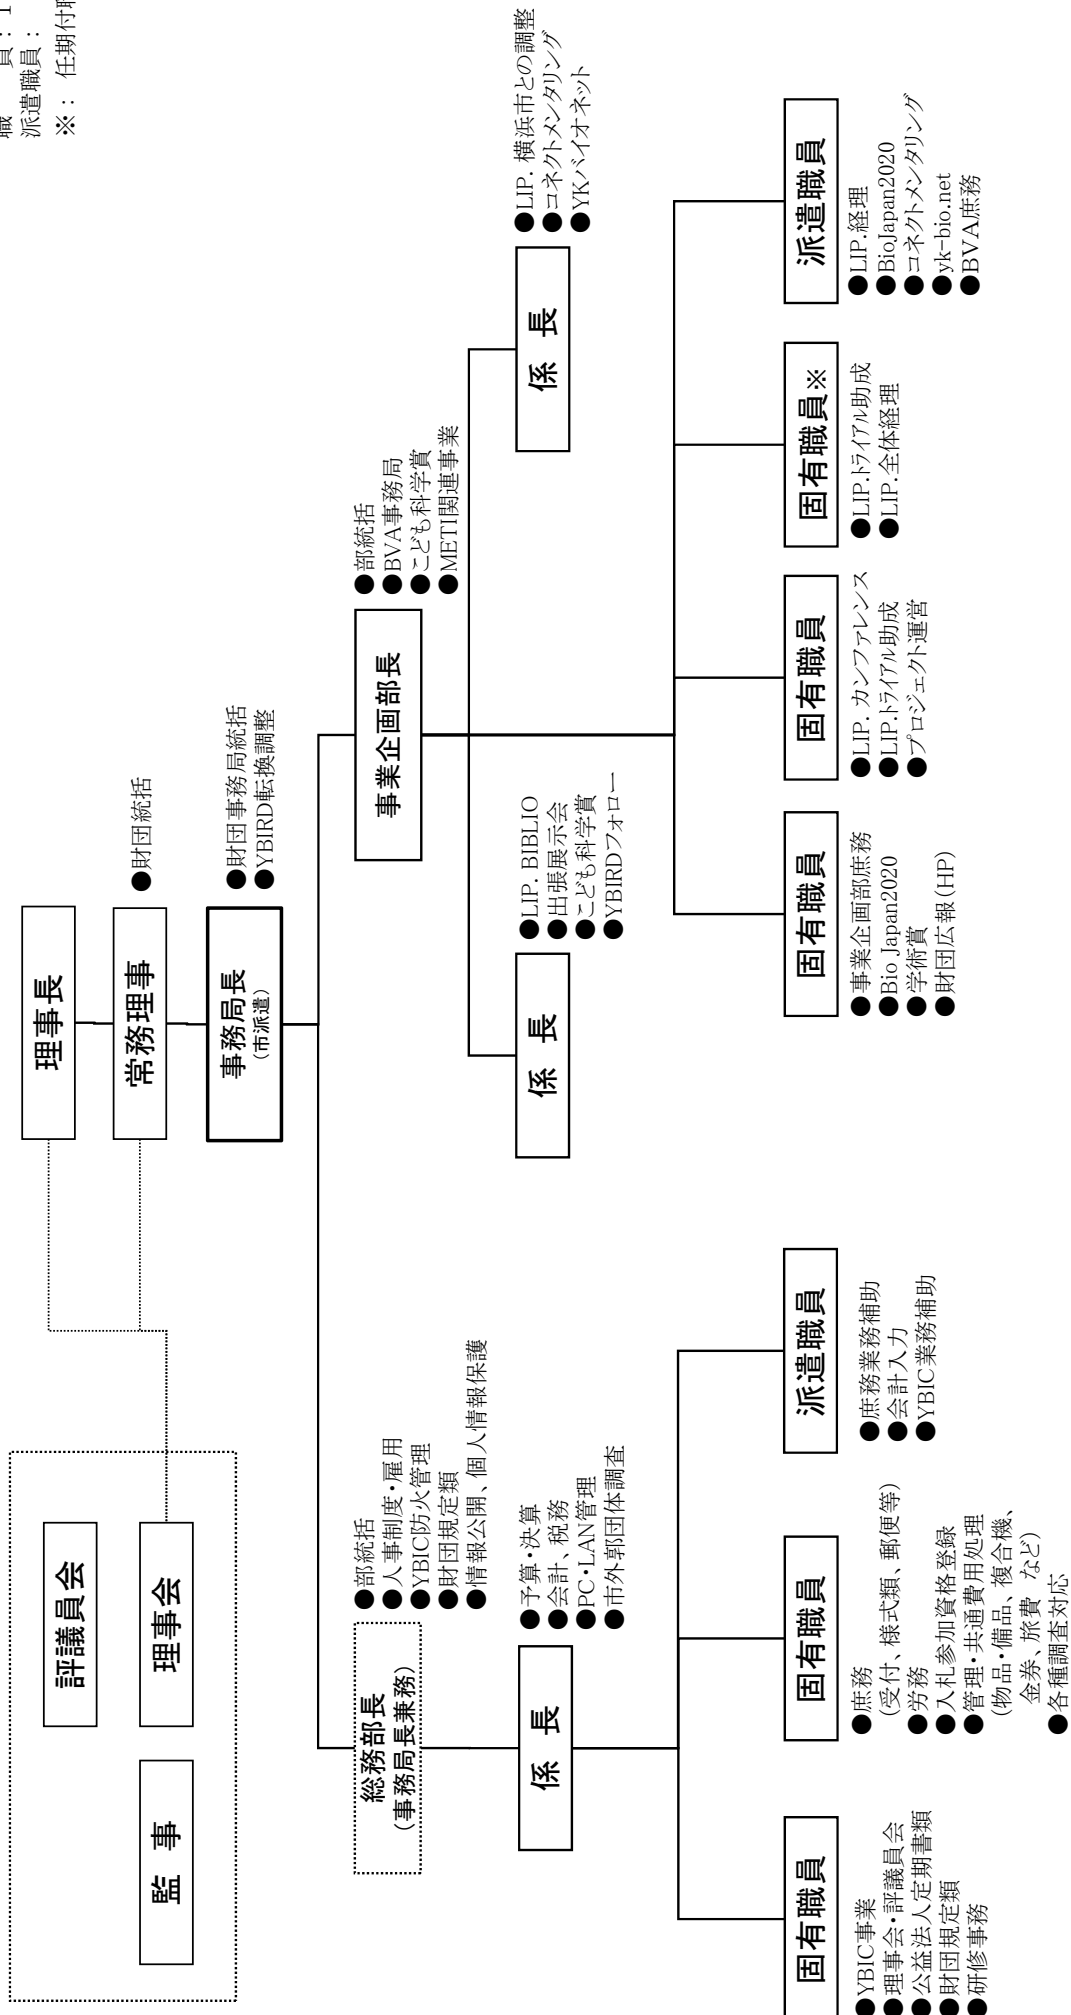 職　員：1
派遣職員：
※： 任期付
評議員会
監 事
理事会
理事長
常務理事
●財団統括
事務局長
(市派遣)
●財団事務局統括
●YBIRD転換調整
総務部長
(事務局長兼務)
●部統括
●人事制度・雇用
●YBIC防火管理
●財団規定類
●情報公開、個人情報保護
係 長
●予算・決算
●会計、税務
●PC・LAN管理
●市外郭団体調査
固有職員
●YBIC事業
●理事会・評議員会
●公益法人定期書類
●財団規定類
●研修事務
固有職員
●庶務
(受付、様式類、郵便等)
●労務
●入札参加資格登録
●管理・共通費用処理
(物品・備品、複合機、
金券、旅費 など)
●各種調査対応
派遣職員
●庶務業務補助
●会計入力
●YBIC業務補助
事業企画部長
●部統括
●BVA事務局
●こども科学賞
●METI関連事業
係 長
●LIP. BIBLIO
●出張展示会
●こども科学賞
●YBIRDフォロー
係 長
●LIP. 横浜市との調整
●コネクトメンタリング
●YKバイオネット
固有職員
●事業企画部庶務
●Bio Japan2020
●学術賞
●財団広報(HP)
固有職員
●LIP. カンファレンス
●LIP.トライアル助成
●プロジェクト運営
固有職員※
●LIP.トライアル助成
●LIP.全体経理
派遣職員
●LIP.経理
●BioJapan2020
●コネクトメンタリング
●yk-bio.net
●BVA庶務